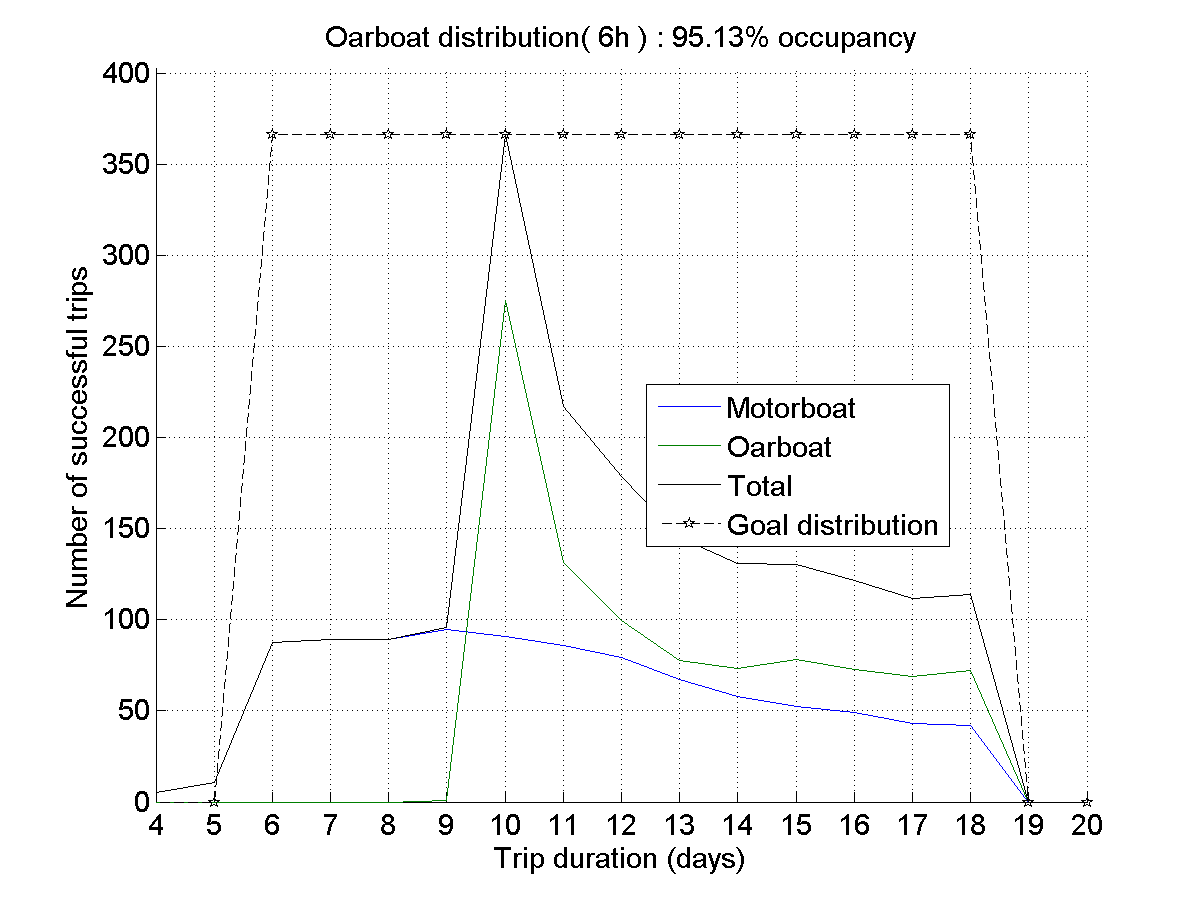 Oarboat distribution( 6h ) : 95.13% occupancy
400
350
300
250
200
150
100
50
0
Number of successful trips
Motorboat
Oarboat
Total
Goal distribution
4 5 6 7 8 9 10 11 12 13 14 15 16 17 18 19 20
Trip duration (days)